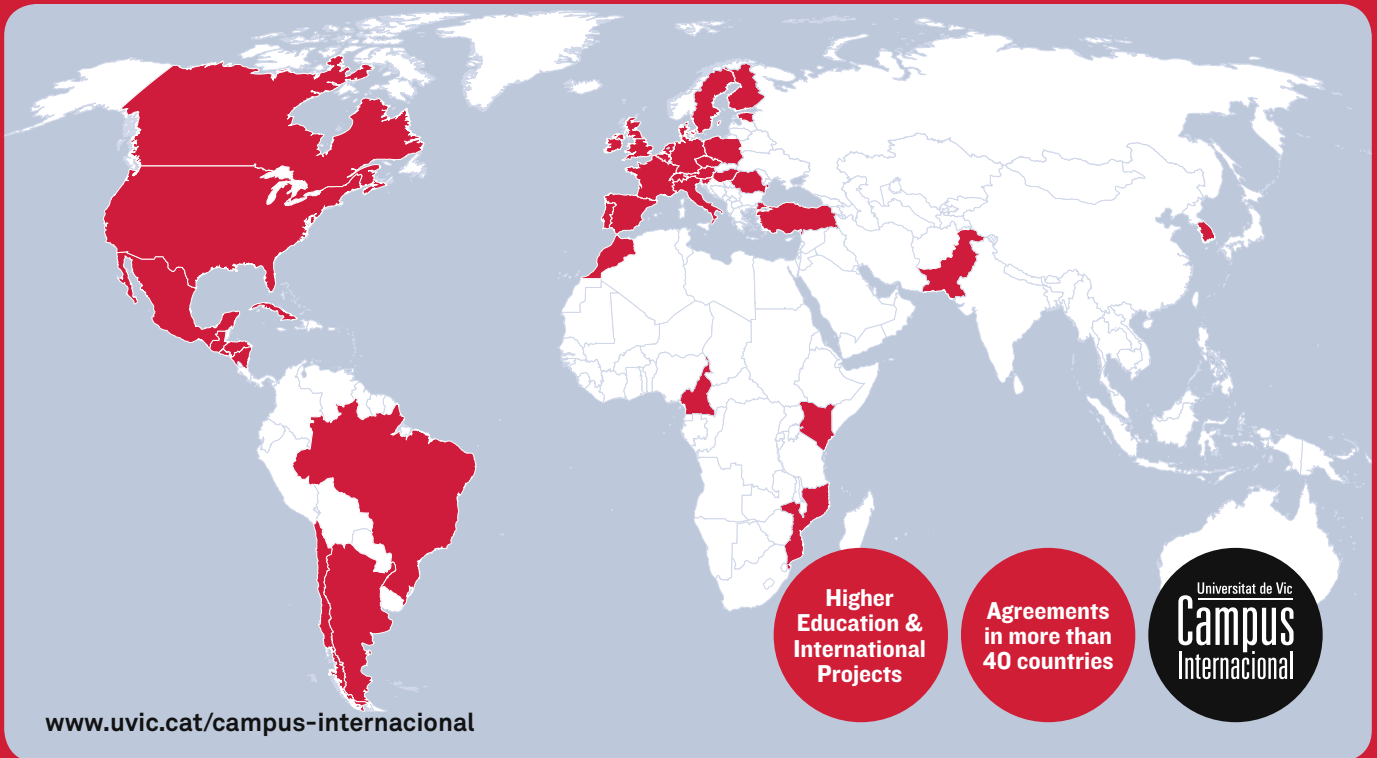 Higher
Education &
International
Projects
Agreements
in more than
40 countries
Universitat de Vic
Campus
Internacional
www.uvic.cat/campus-internacional